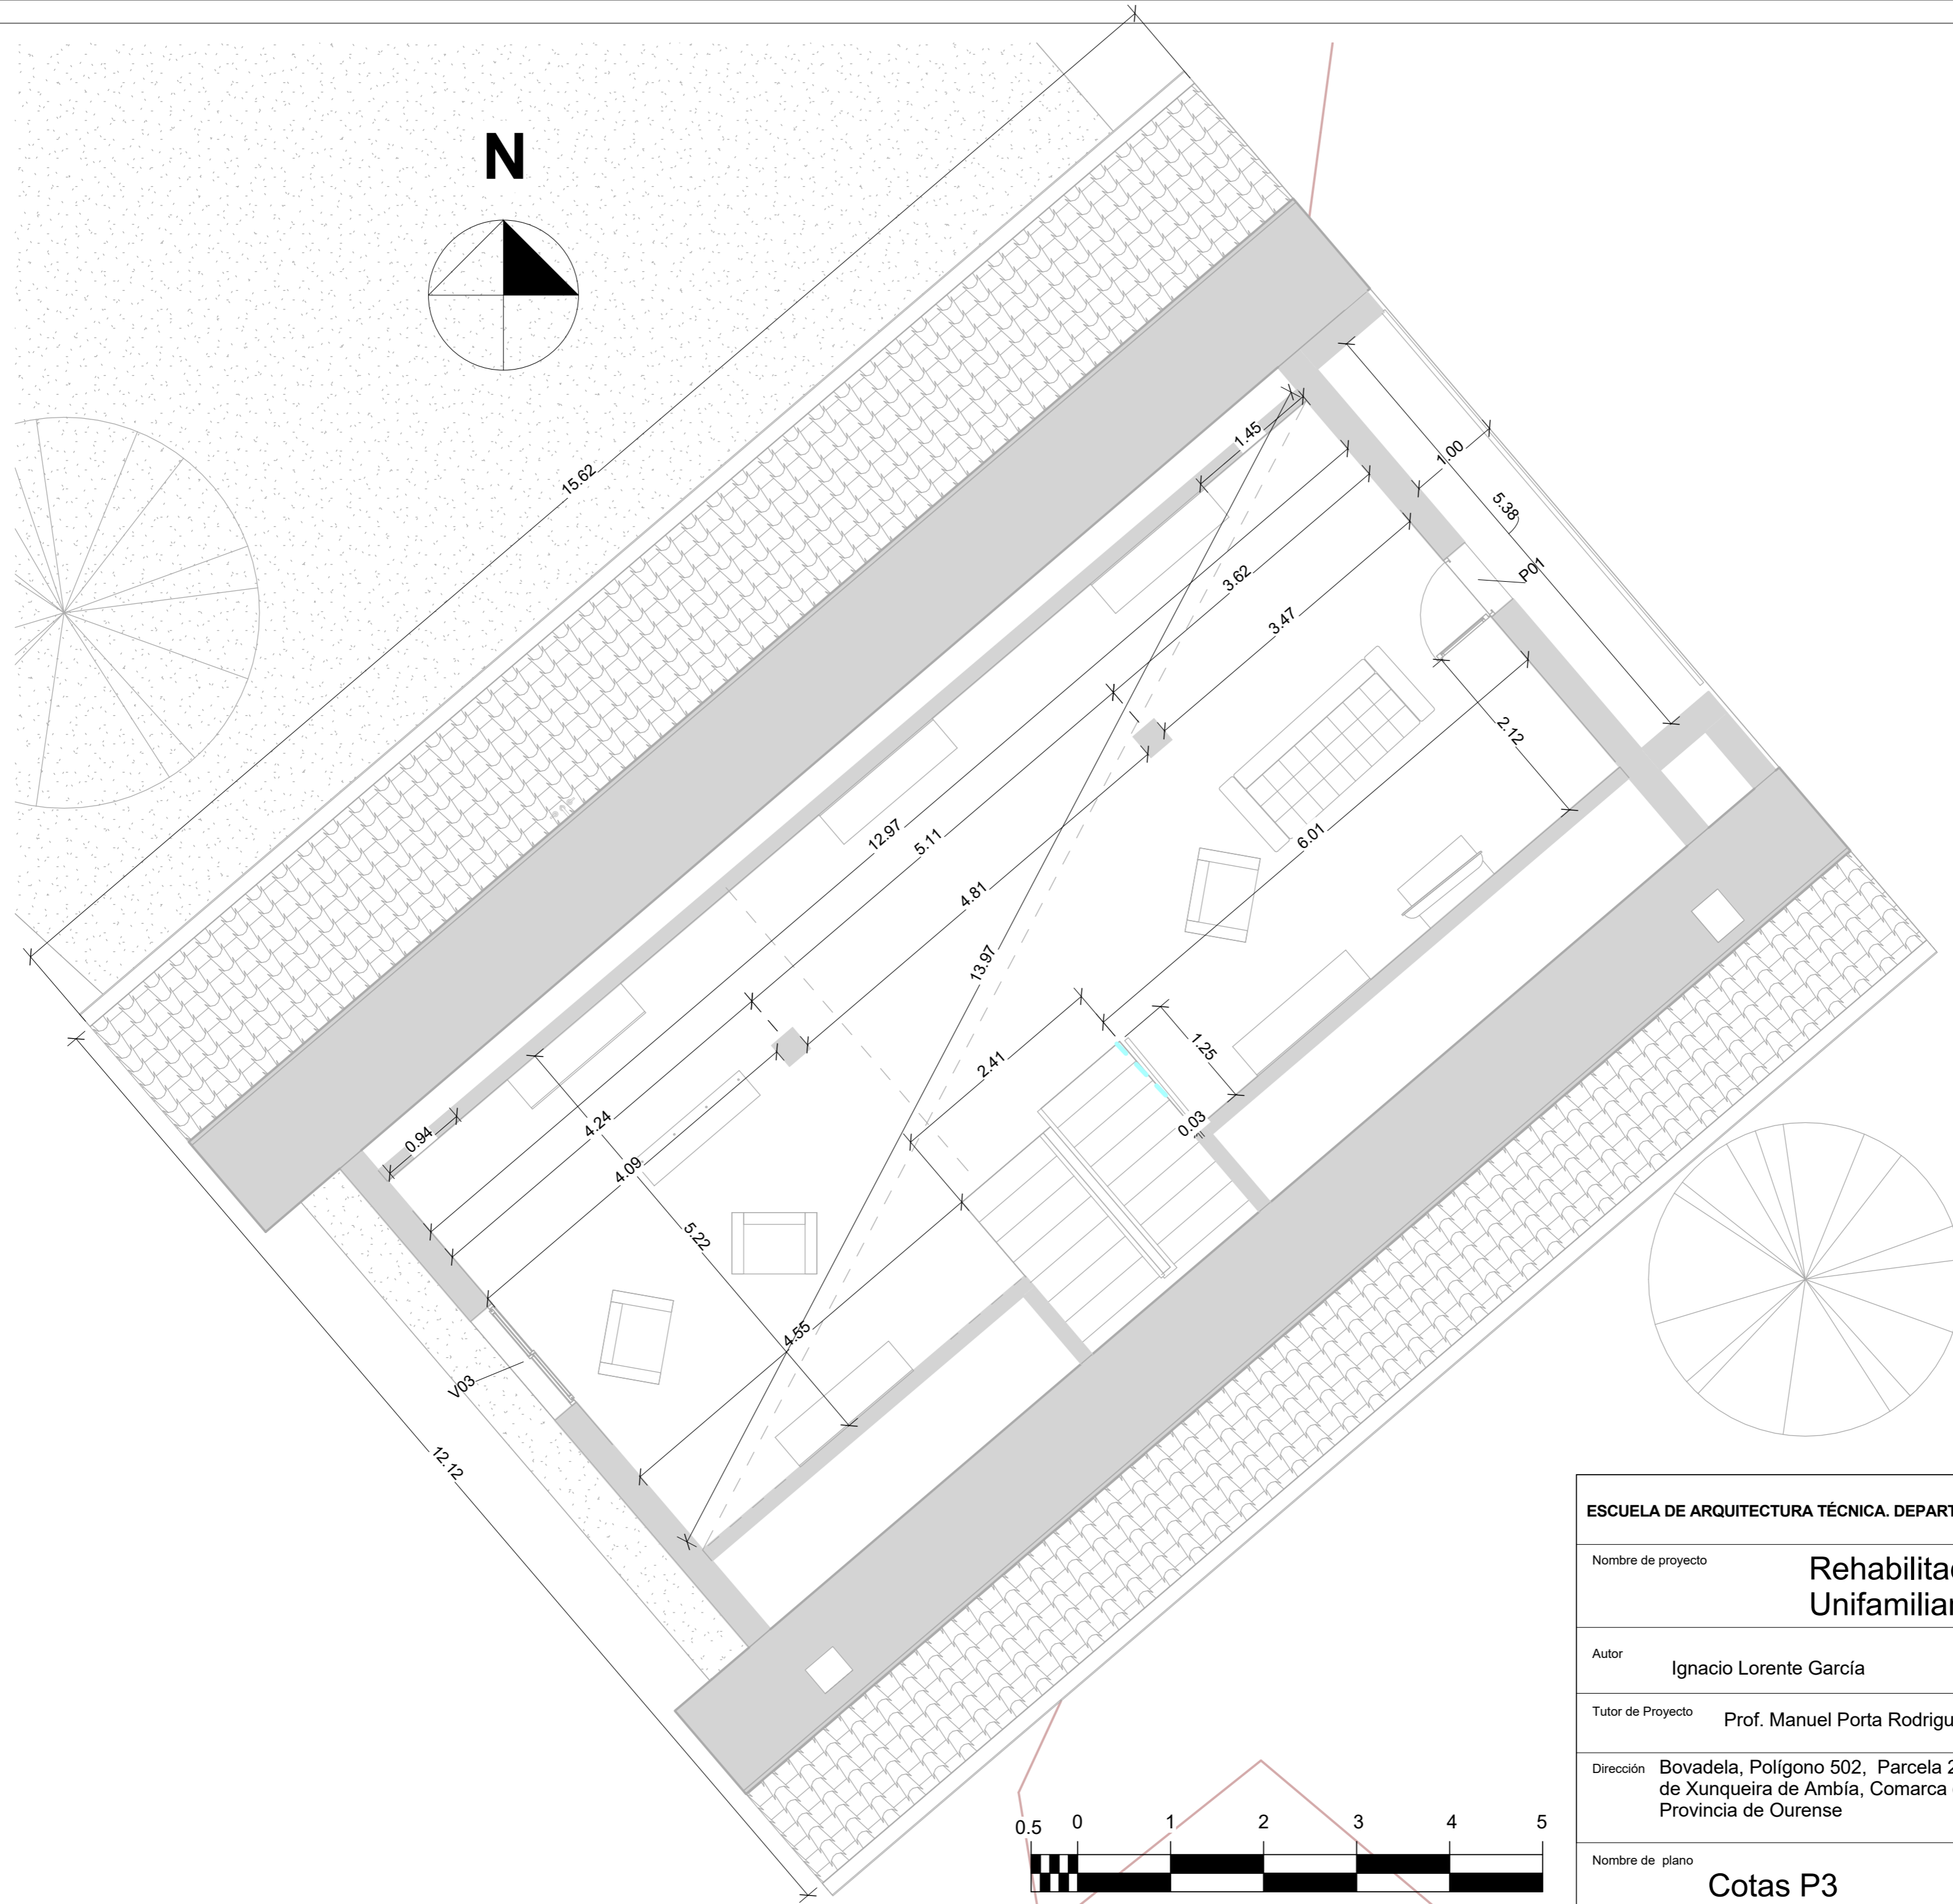 N
15.62
1.45
1.00
5.38
P01
3.62
3.47
2.12
12.97
5.11
6.01
4.81
13.97
2.41
1.25
0.03
0.94
4.24
4.09
5.22
4.55
V03
12.12
0.5 0 1 2 3 4 5
ESCUELA DE ARQUITECTURA TÉCNICA. DEPART
Nombre de proyecto
Rehabilita
Unifamiliar
Autor
Ignacio Lorente García
Tutor de Proyecto Prof. Manuel Porta Rodrigu
Dirección Bovadela, Polígono 502, Parcela 2
de Xunqueira de Ambía, Comarca
Provincia de Ourense
Nombre de plano
Cotas P3